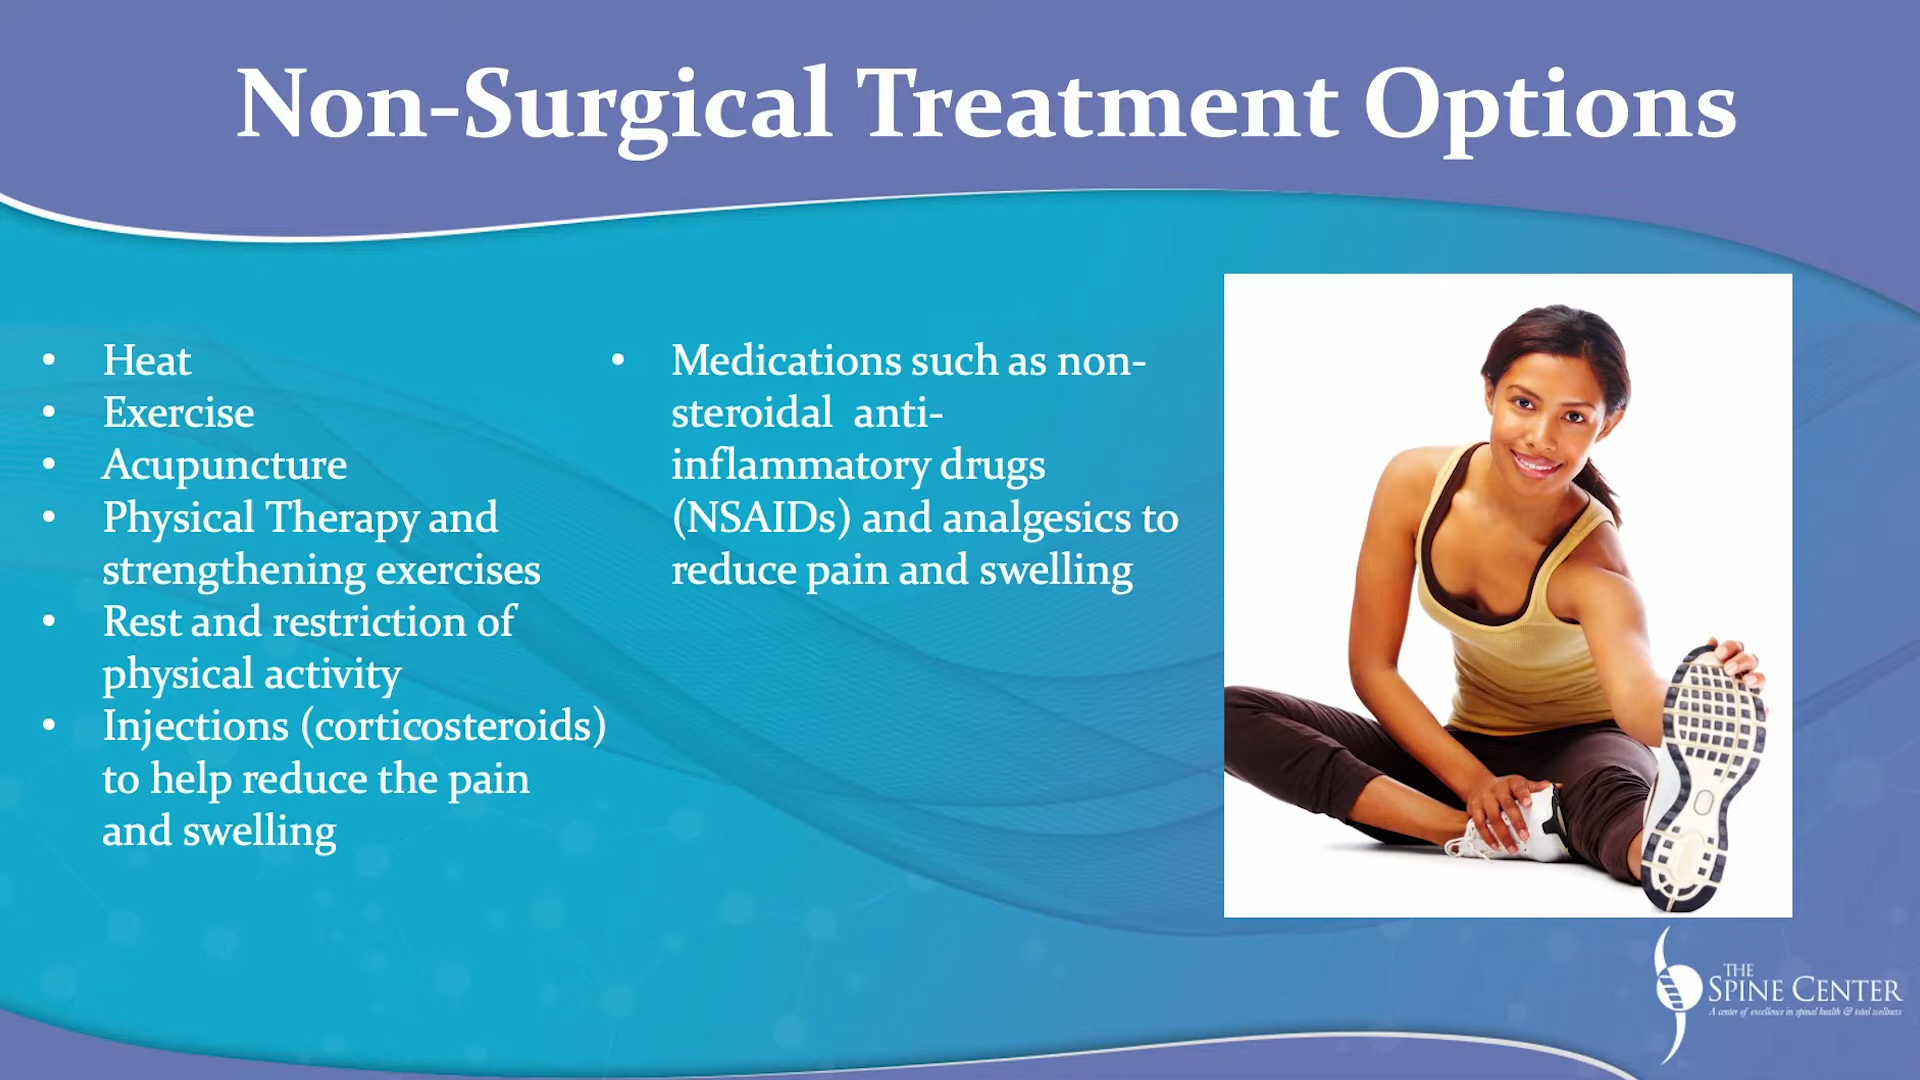 Non-Surgical Treatment Options
• Heat
• Exercise
• Acupuncture
• Physical Therapy and
strengthening exercises
• Rest and restriction of
physical activity
• Injections (corticosteroids)
to help reduce the pain
and swelling
• Medications such as non-
steroidal  anti-
inflammatory drugs
(NSAIDs) and analgesics to
reduce pain and swelling
THE
SPINE CENTER
A center of excellence in spinal health & total wellness